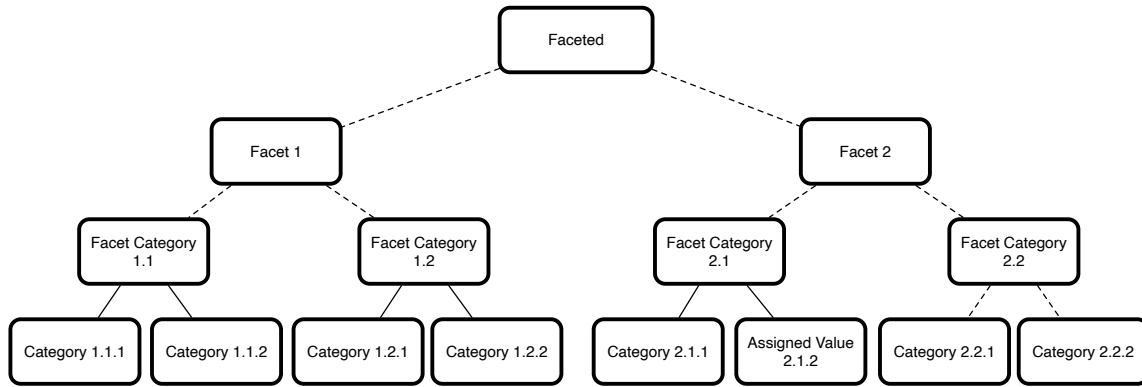 Faceted
Facet 1
Facet 2
Facet Category
1.1
Facet Category
1.2
Facet Category
2.1
Facet Category
2.2
Category 1.1.1
Category 1.1.2
Category 1.2.1
Category 1.2.2
Category 2.1.1
Assigned Value
2.1.2
Category 2.2.1
Category 2.2.2